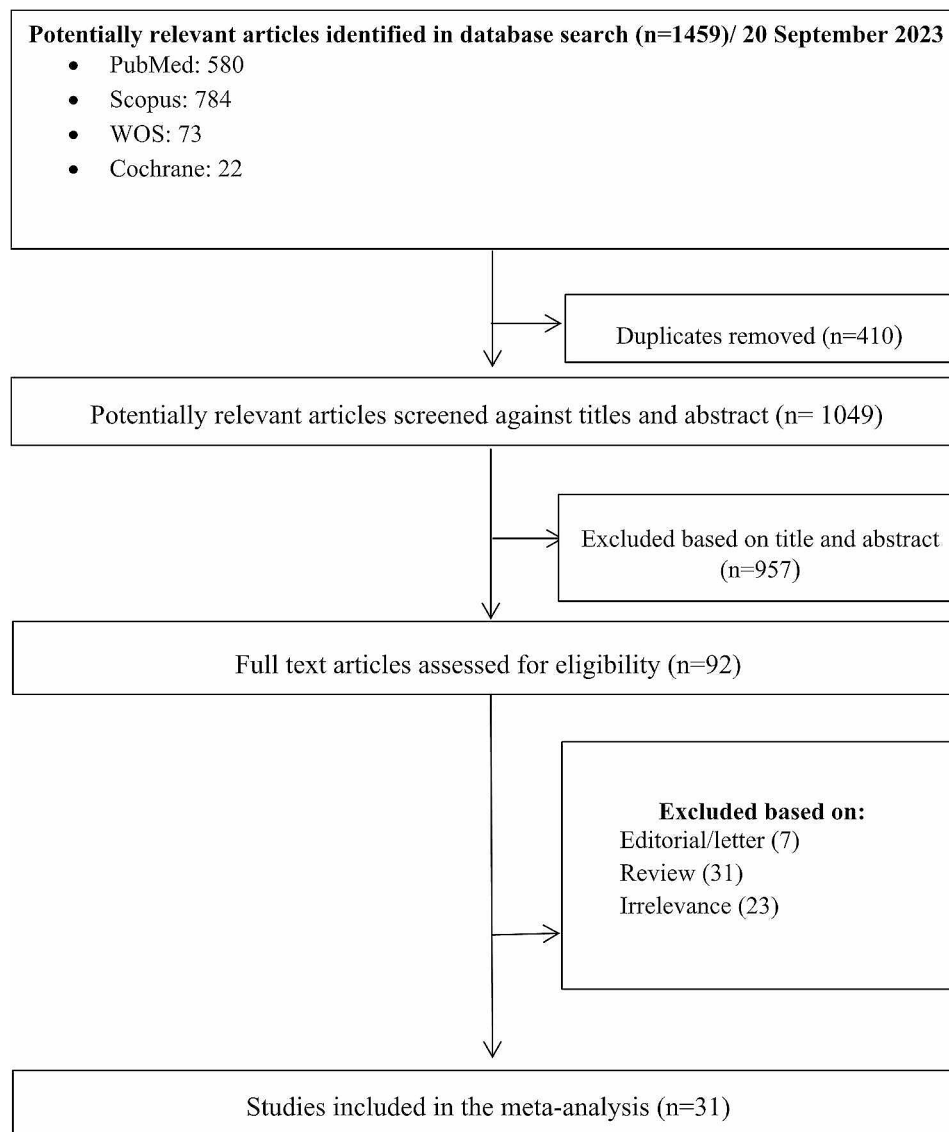 Potentially relevant articles identified in database search (n=1459)/ 20 September 2023
• PubMed: 580
• Scopus: 784
• WOS: 73
• Cochrane: 22
Duplicates removed (n=410)
Potentially relevant articles screened against titles and abstract (n= 1049)
Excluded based on title and abstract
(n=957)
Full text articles assessed for eligibility (n=92)
Excluded based on:
Editorial/letter (7)
Review (31)
Irrelevance (23)
Studies included in the meta-analysis (n=31)